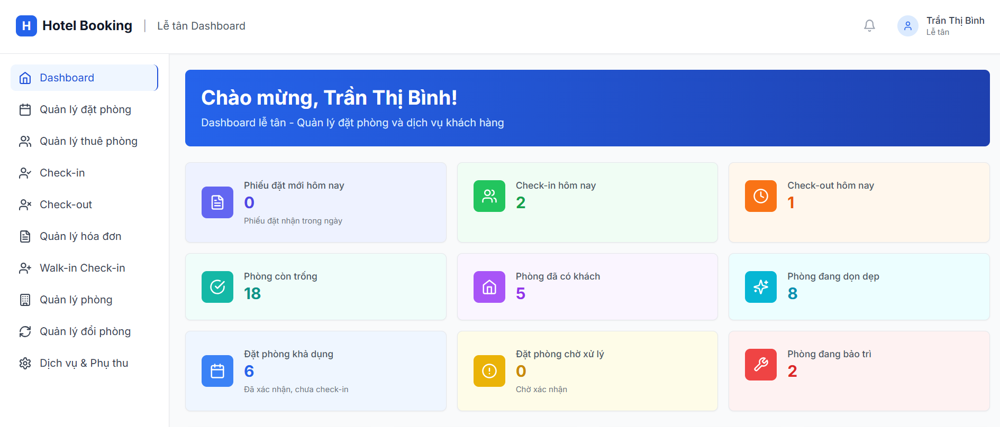 H Hotel Booking | Lễ tân Dashboard
Trần Thị Bình
Lễ tân
Dashboard
Quản lý đặt phòng
Quản lý thuê phòng
Check-in
Check-out
Quản lý hóa đơn
Walk-in Check-in
Quản lý phòng
Quản lý đổi phòng
Dịch vụ & Phụ thu
Chào mừng, Trần Thị Bình!
Dashboard lễ tân - Quản lý đặt phòng và dịch vụ khách hàng
Phiếu đặt mới hôm nay
0
Phiếu đặt nhận trong ngày
Check-in hôm nay
2
Check-out hôm nay
1
Phòng còn trống
18
Phòng đã có khách
5
Phòng đang dọn dẹp
8
Đặt phòng khả dụng
6
Đã xác nhận, chưa check-in
Đặt phòng chờ xử lý
0
Chờ xác nhận
Phòng đang bảo trì
2